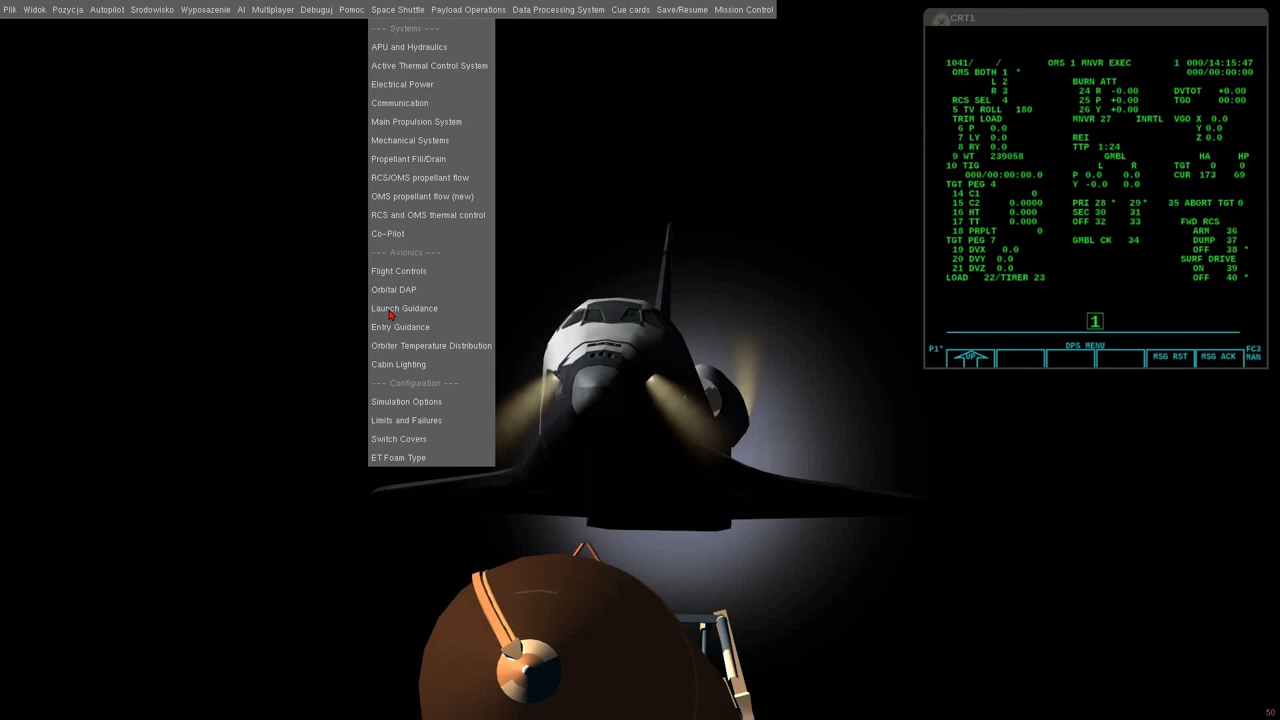 Plik Widok Pozycja Autopilot Srodowisko Wyposazenie AI Multiplayer Debuguj Pomoc Space Shuttle Payload Operations Data Processing System Cue cards Save/Resume Mission Control
--- Systems ---
APU and Hydraulics
Active Thermal Control System
Electrical Power
Communication
Main Propulsion System
Mechanical Systems
Propellant Fill/Drain
RCS/OMS propellant flow
OMS propellant flow (new)
RCS and OMS thermal control
Co-Pilot
--- Avionics ---
Flight Controls
Orbital DAP
Launch Guidance
Entry Guidance
Orbiter Temperature Distribution
Cabin Lighting
--- Configuration ---
Simulation Options
Limits and Failures
Switch Covers
ET Foam Type
CRT1
1041/ / OMS 1 MNVR EXEC 1 000/14:15:47
OMS BOTH 1 * 000/00:00:00
L 2 BURN ATT
R 3 24 R -0.00 DVTOT +0.00
RCS SEL 4 25 P +0.00 TGO 00:00
5 TV ROLL 180 26 Y +0.00
TRIM LOAD MNVR 27 INRTL VGO X 0.0
6 P 0.0 Y 0.0
7 LY 0.0 REI Z 0.0
8 RY 0.0 TTP 1:24
9 WT 239058 GMBL HA HP
10 TIG L R TGT 0 0
000/00:00:00.0 P 0.0 0.0 CUR 173 69
TGT PEG 4 Y -0.0 0.0
14 C1 0
15 C2 0.0000 PRI 28 * 29 * 35 ABORT TGT 0
16 HT 0.000 SEC 30 31
17 TT 0.000 OFF 32 33 FWD RCS
18 PRPLT 0 ARM 36
TGT PEG 7 GMBL CK 34 DUMP 37
19 DVX 0.0 OFF 38 *
20 DVY 0.0 SURF DRIVE
21 DVZ 0.0 ON 39
LOAD 22/TIMER 23 OFF 40 *
1
P1* DPS MENU FC3
UP MSG RST MSG ACK MAN
50